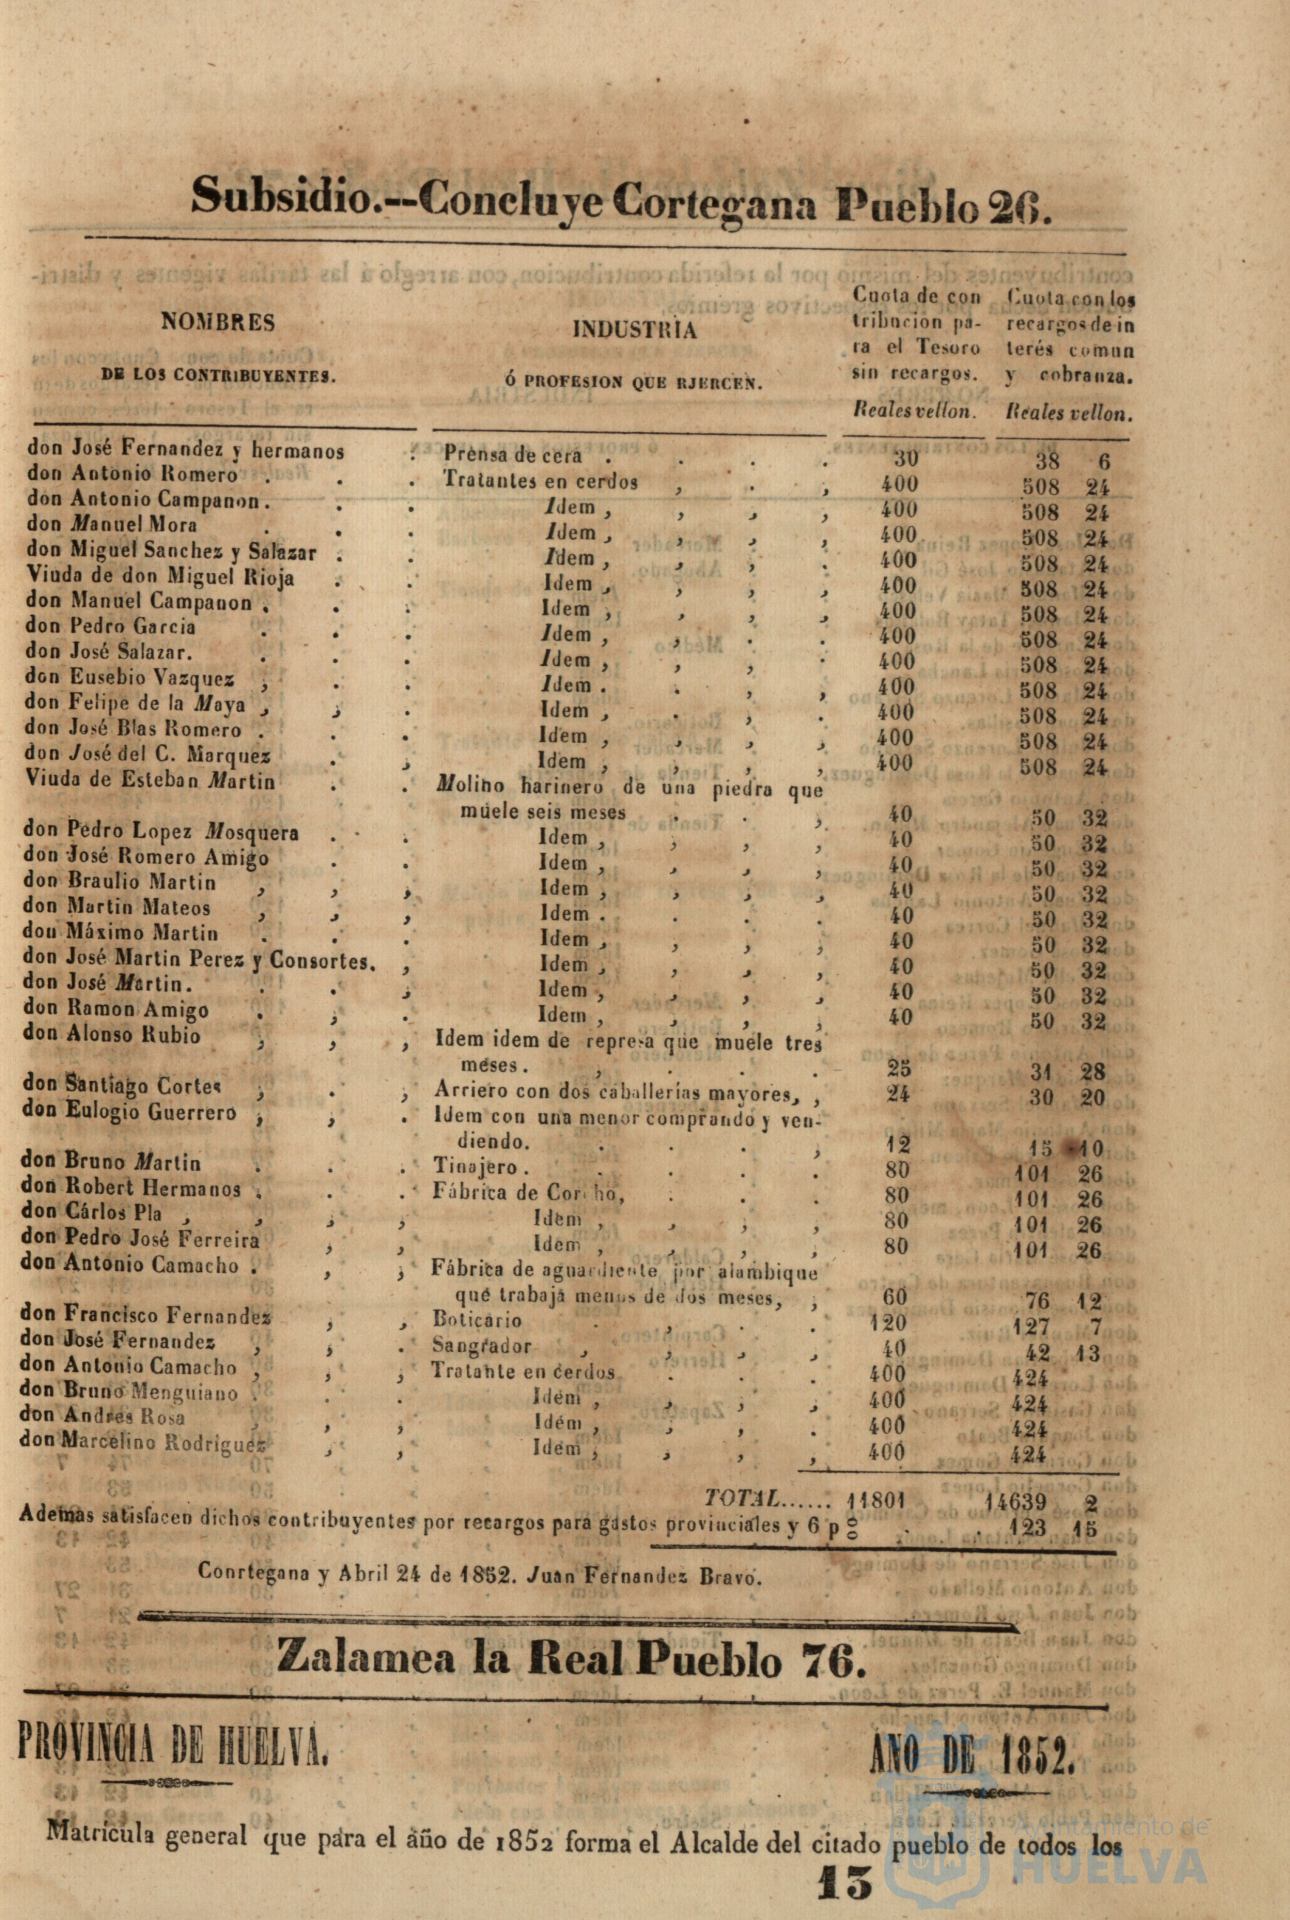 Subsidio.--Concluye Cortegana Pueblo 26.
NOMBRES
DE LOS CONTRIBUYENTES.
INDUSTRIA
Ó PROFESION QUE RJERCEN.
Cuota de con
tribucion pa-
ra el Tesoro
sin recargos.
Reales vellon.
Cuota con los
recargos de in
terés comun
y cobranza.
Reales vellon.
don José Fernandez y hermanos . Prensa de cera . . . . 30 38 6
don Antonio Romero . . . Tratantes en cerdos , . , 400 508 24
don Antonio Campanon . . . Idem , , , , 400 508 24
don Manuel Mora . . . Idem , , , , 400 508 24
don Miguel Sanchez y Salazar . . Idem , , , . 400 508 24
Viuda de don Miguel Rioja . . Idem , , , , 400 508 24
don Manuel Campanon . . . Idem , , , , 400 508 24
don Pedro Garcia . . . Idem , , . . 400 508 24
don José Salazar. . . . Idem , , , . 400 508 24
don Eusebio Vazquez , . . Idem . . , , 400 508 24
don Felipe de la Maya , , . Idem , . , . 400 508 24
don José Blas Romero . . . Idem , , , , 400 508 24
don José del C. Marquez . , Idem , , , , 400 508 24
Viuda de Esteban Martin . . Molino harinero de una piedra que
muele seis meses . . , 40 50 32
don Pedro Lopez Mosquera . . Idem , , , , 40 50 32
don José Romero Amigo . . Idem , , , , 40 50 32
don Braulio Martin , , , Idem , , , , 40 50 32
don Martin Mateos , , , Idem . . . . 40 50 32
dou Máximo Martin . . . Idem , , , , 40 50 32
don José Martin Perez y Consortes. , Idem , , , , 40 50 32
don José Martin. . . , Idem , , , , 40 50 32
don Ramon Amigo . , . Idem , , , , 40 50 32
don Alonso Rubio , , , Idem idem de represa que muele tres
meses. , . . . 25 31 28
don Santiago Cortes , . , Arriero con dos caballerías mayores, , 24 30 20
don Eulogio Guerrero , , . Idem con una menor comprando y ven-
diendo. . . . , 12 15 10
don Bruno Martin . . . Tinajero . . . . 80 101 26
don Robert Hermanos . . . Fábrica de Corcho, . . . 80 101 26
don Cárlos Pla , , , , Idem , , , , 80 101 26
don Pedro José Ferreira , , Idem , , , , 80 101 26
don Antonio Camacho . , , Fábrica de aguardiente por alambique
que trabaja menos de dos meses, , 60 76 12
don Francisco Fernandez , , Boticario . , . . 120 127 7
don José Fernandez , , . Sangrador , , , , 40 42 13
don Antonio Camacho , , , Tratante en cerdos . . . 400 424
don Bruno Menguiano . . . Idem , , , , 400 424
don Andres Rosa , , , Idem , , , . 400 424
don Marcelino Rodriguez , , Idem , , , , 400 424
TOTAL...... 11801 14639 2
Ademas satisfacen dichos contribuyentes por recargos para gastos provinciales y 6 p% . . 123 15
Conrtegana y Abril 24 de 1852. Juan Fernandez Bravo.
Zalamea la Real Pueblo 76.
PROVINCIA DE HUELVA.
AÑO DE 1852.
Matrícula general que para el año de 1852 forma el Alcalde del citado pueblo de todos los
13
Ayuntamiento de
HUELVA